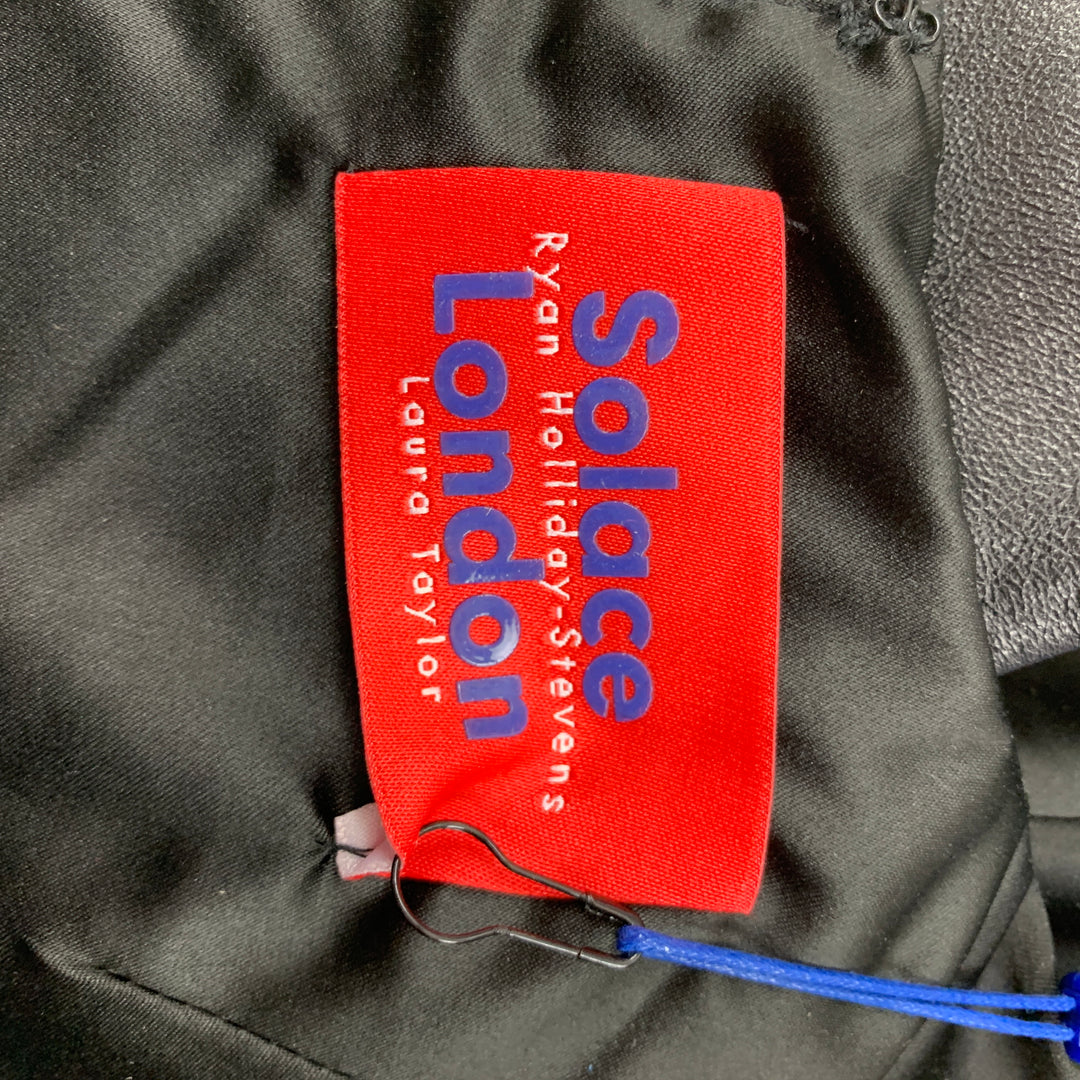 Solace
Ryan Holliday-Stevens
London
Laura Taylor